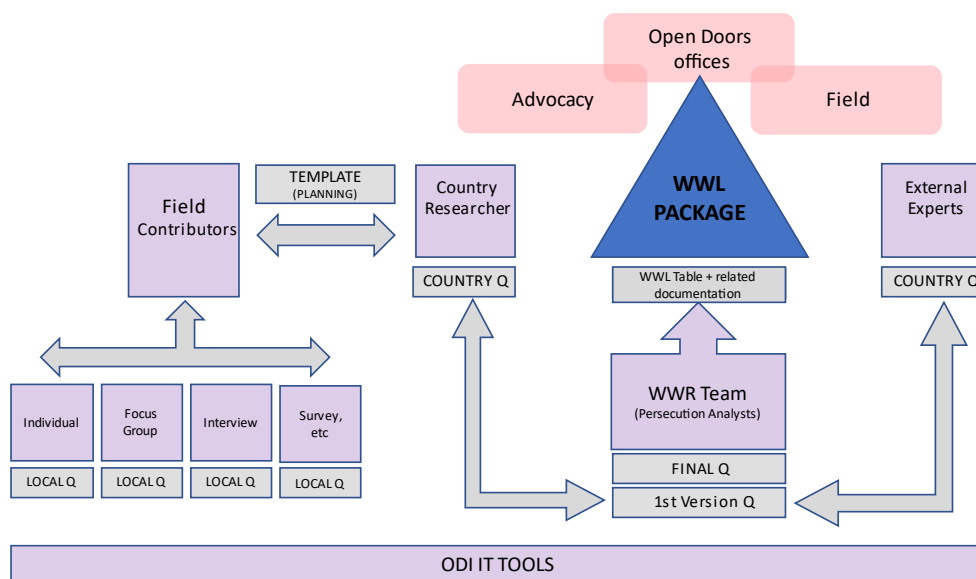 Open Doors
offices
Advocacy
Field
WWL
PACKAGE
Field
Contributors
TEMPLATE
(PLANNING)
Country
Researcher
External
Experts
COUNTRY Q
WWL Table + related
documentation
COUNTRY Q
WWR Team
(Persecution Analysts)
Individual
Focus
Group
Interview
Survey,
etc
LOCAL Q
LOCAL Q
LOCAL Q
LOCAL Q
FINAL Q
1st Version Q
ODI IT TOOLS